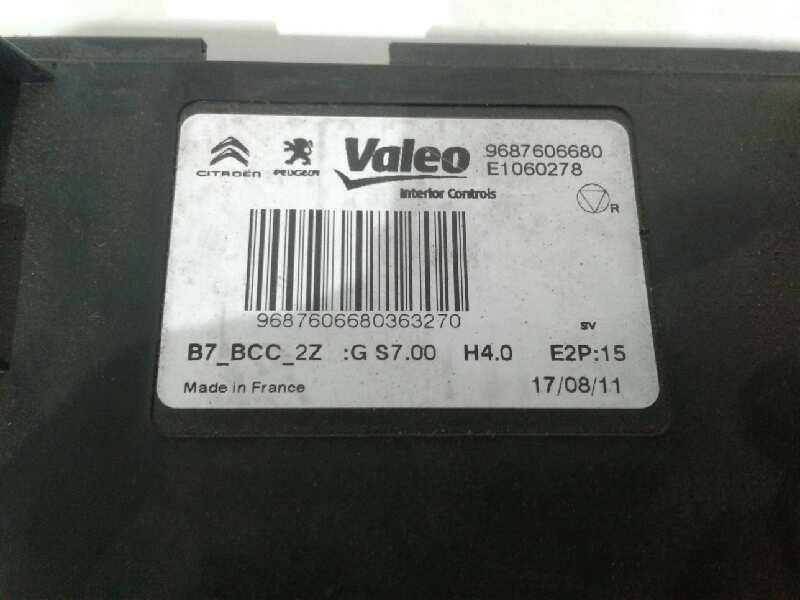 CITROËN PEUGEOT Valeo 9687606680
E1060278
Interior Controls
R
9687606680363270
SV
B7_BCC_2Z :G S7.00 H4.0 E2P:15
Made in France 17/08/11